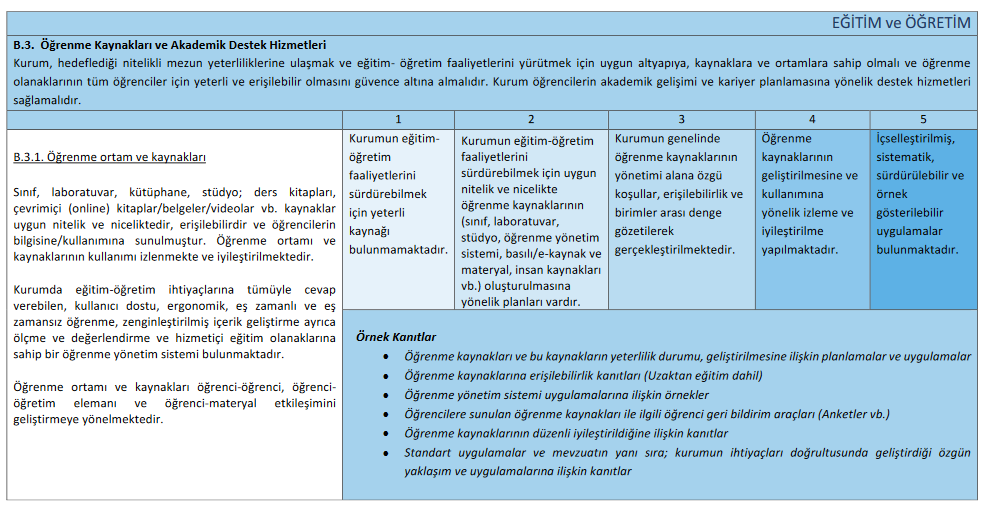 EĞİTİM ve ÖĞRETİM
B.3. Öğrenme Kaynakları ve Akademik Destek Hizmetleri
Kurum, hedeflediği nitelikli mezun yeterliliklerine ulaşmak ve eğitim- öğretim faaliyetlerini yürütmek için uygun altyapıya, kaynaklara ve ortamlara sahip olmalı ve öğrenme
olanaklarının tüm öğrenciler için yeterli ve erişilebilir olmasını güvence altına almalıdır. Kurum öğrencilerin akademik gelişimi ve kariyer planlamasına yönelik destek hizmetleri
sağlamalıdır.
B.3.1. Öğrenme ortam ve kaynakları
Sınıf, laboratuvar, kütüphane, stüdyo; ders kitapları,
çevrimiçi (online) kitaplar/belgeler/videolar vb. kaynaklar
uygun nitelik ve niceliktedir, erişilebilirdir ve öğrencilerin
bilgisine/kullanımına sunulmuştur. Öğrenme ortamı ve
kaynaklarının kullanımı izlenmekte ve iyileştirilmektedir.
Kurumda eğitim-öğretim ihtiyaçlarına tümüyle cevap
verebilen, kullanıcı dostu, ergonomik, eş zamanlı ve eş
zamansız öğrenme, zenginleştirilmiş içerik geliştirme ayrıca
ölçme ve değerlendirme ve hizmetiçi eğitim olanaklarına
sahip bir öğrenme yönetim sistemi bulunmaktadır.
Öğrenme ortamı ve kaynakları öğrenci-öğrenci, öğrenci-
öğretim elemanı ve öğrenci-materyal etkileşimini
geliştirmeye yönelmektedir.
1
Kurumun eğitim-
öğretim
faaliyetlerini
sürdürebilmek
için yeterli
kaynağı
bulunmamaktadır.
2
Kurumun eğitim-öğretim
faaliyetlerini
sürdürebilmek için uygun
nitelik ve nicelikte
öğrenme kaynaklarının
(sınıf, laboratuvar,
stüdyo, öğrenme yönetim
sistemi, basılı/e-kaynak ve
materyal, insan kaynakları
vb.) oluşturulmasına
yönelik planları vardır.
3
Kurumun genelinde
öğrenme kaynaklarının
yönetimi alana özgü
koşullar, erişilebilirlik ve
birimler arası denge
gözetilerek
gerçekleştirilmektedir.
4
Öğrenme
kaynaklarının
geliştirilmesine ve
kullanımına
yönelik izleme ve
iyileştirilme
yapılmaktadır.
5
İçselleştirilmiş,
sistematik,
sürdürülebilir ve
örnek
gösterilebilir
uygulamalar
bulunmaktadır.
Örnek Kanıtlar
• Öğrenme kaynakları ve bu kaynakların yeterlilik durumu, geliştirilmesine ilişkin planlamalar ve uygulamalar
• Öğrenme kaynaklarına erişilebilirlik kanıtları (Uzaktan eğitim dahil)
• Öğrenme yönetim sistemi uygulamalarına ilişkin örnekler
• Öğrencilere sunulan öğrenme kaynakları ile ilgili öğrenci geri bildirim araçları (Anketler vb.)
• Öğrenme kaynaklarının düzenli iyileştirildiğine ilişkin kanıtlar
• Standart uygulamalar ve mevzuatın yanı sıra; kurumun ihtiyaçları doğrultusunda geliştirdiği özgün
yaklaşım ve uygulamalarına ilişkin kanıtlar